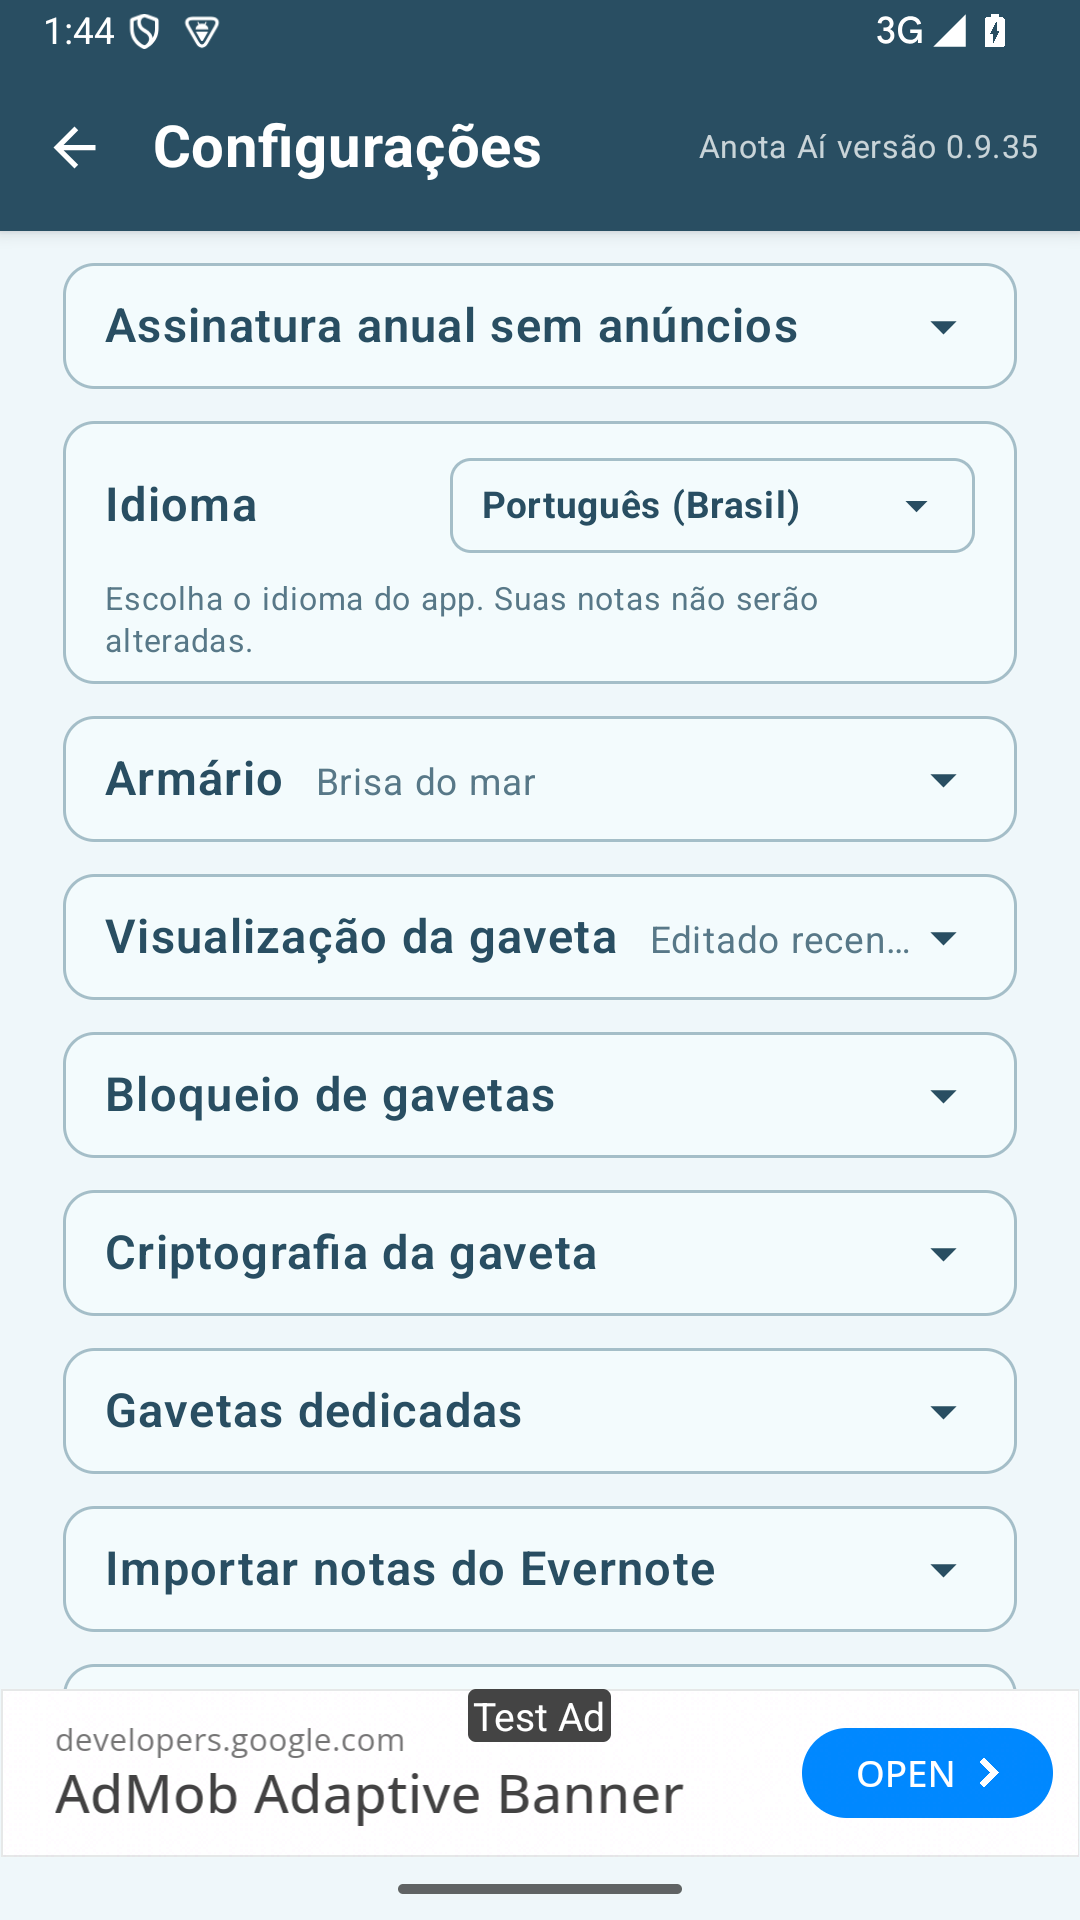 1:44
3G
Configurações
Anota Aí versão 0.9.35
Assinatura anual sem anúncios
Idioma
Português (Brasil)
Escolha o idioma do app. Suas notas não serão
alteradas.
Armário Brisa do mar
Visualização da gaveta Editado recen...
Bloqueio de gavetas
Criptografia da gaveta
Gavetas dedicadas
Importar notas do Evernote
Test Ad
developers.google.com
AdMob Adaptive Banner
OPEN